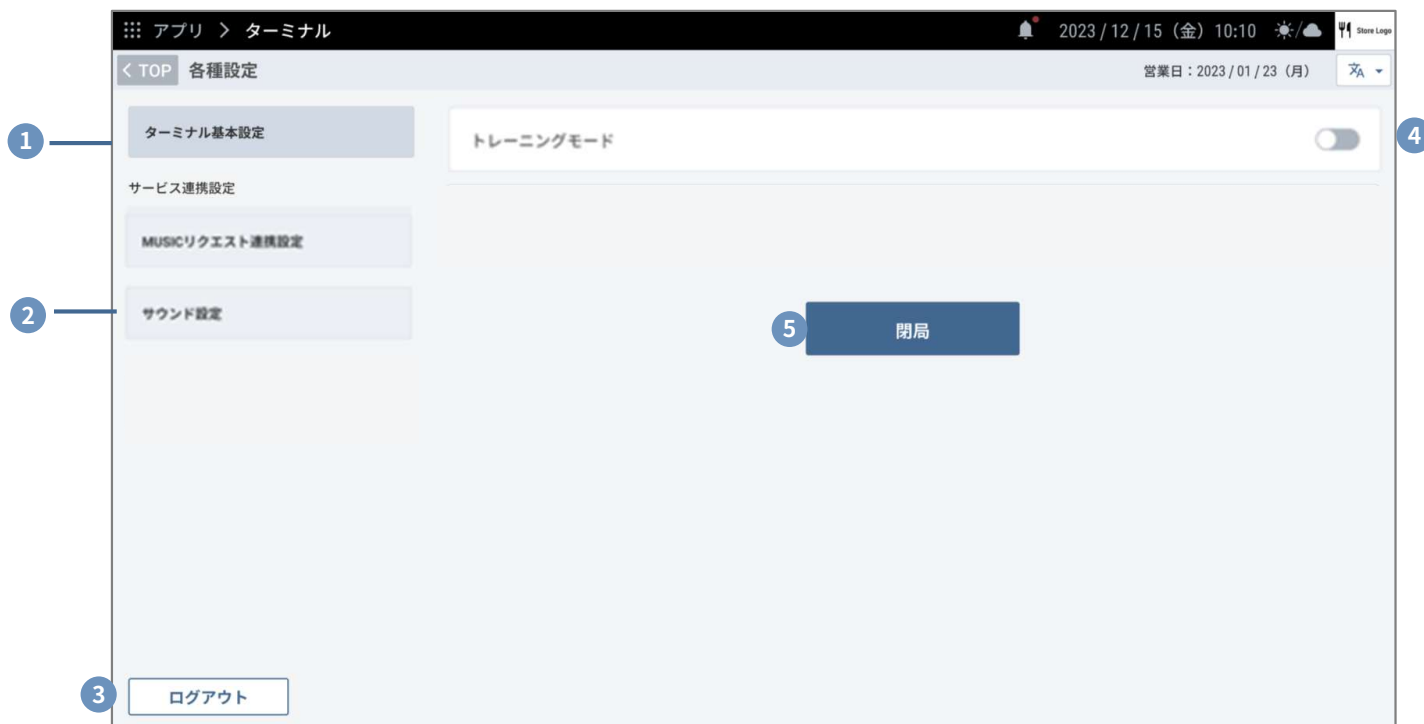 アプリ > ターミナル 2023 / 12 / 15（金）10:10 Store Logo
< TOP 各種設定 営業日：2023 / 01 / 23（月） 文A
1 ターミナル基本設定 トレーニングモード 4
サービス連携設定
MUSICリクエスト連携設定
2 サウンド設定
5 閉局
3 ログアウト